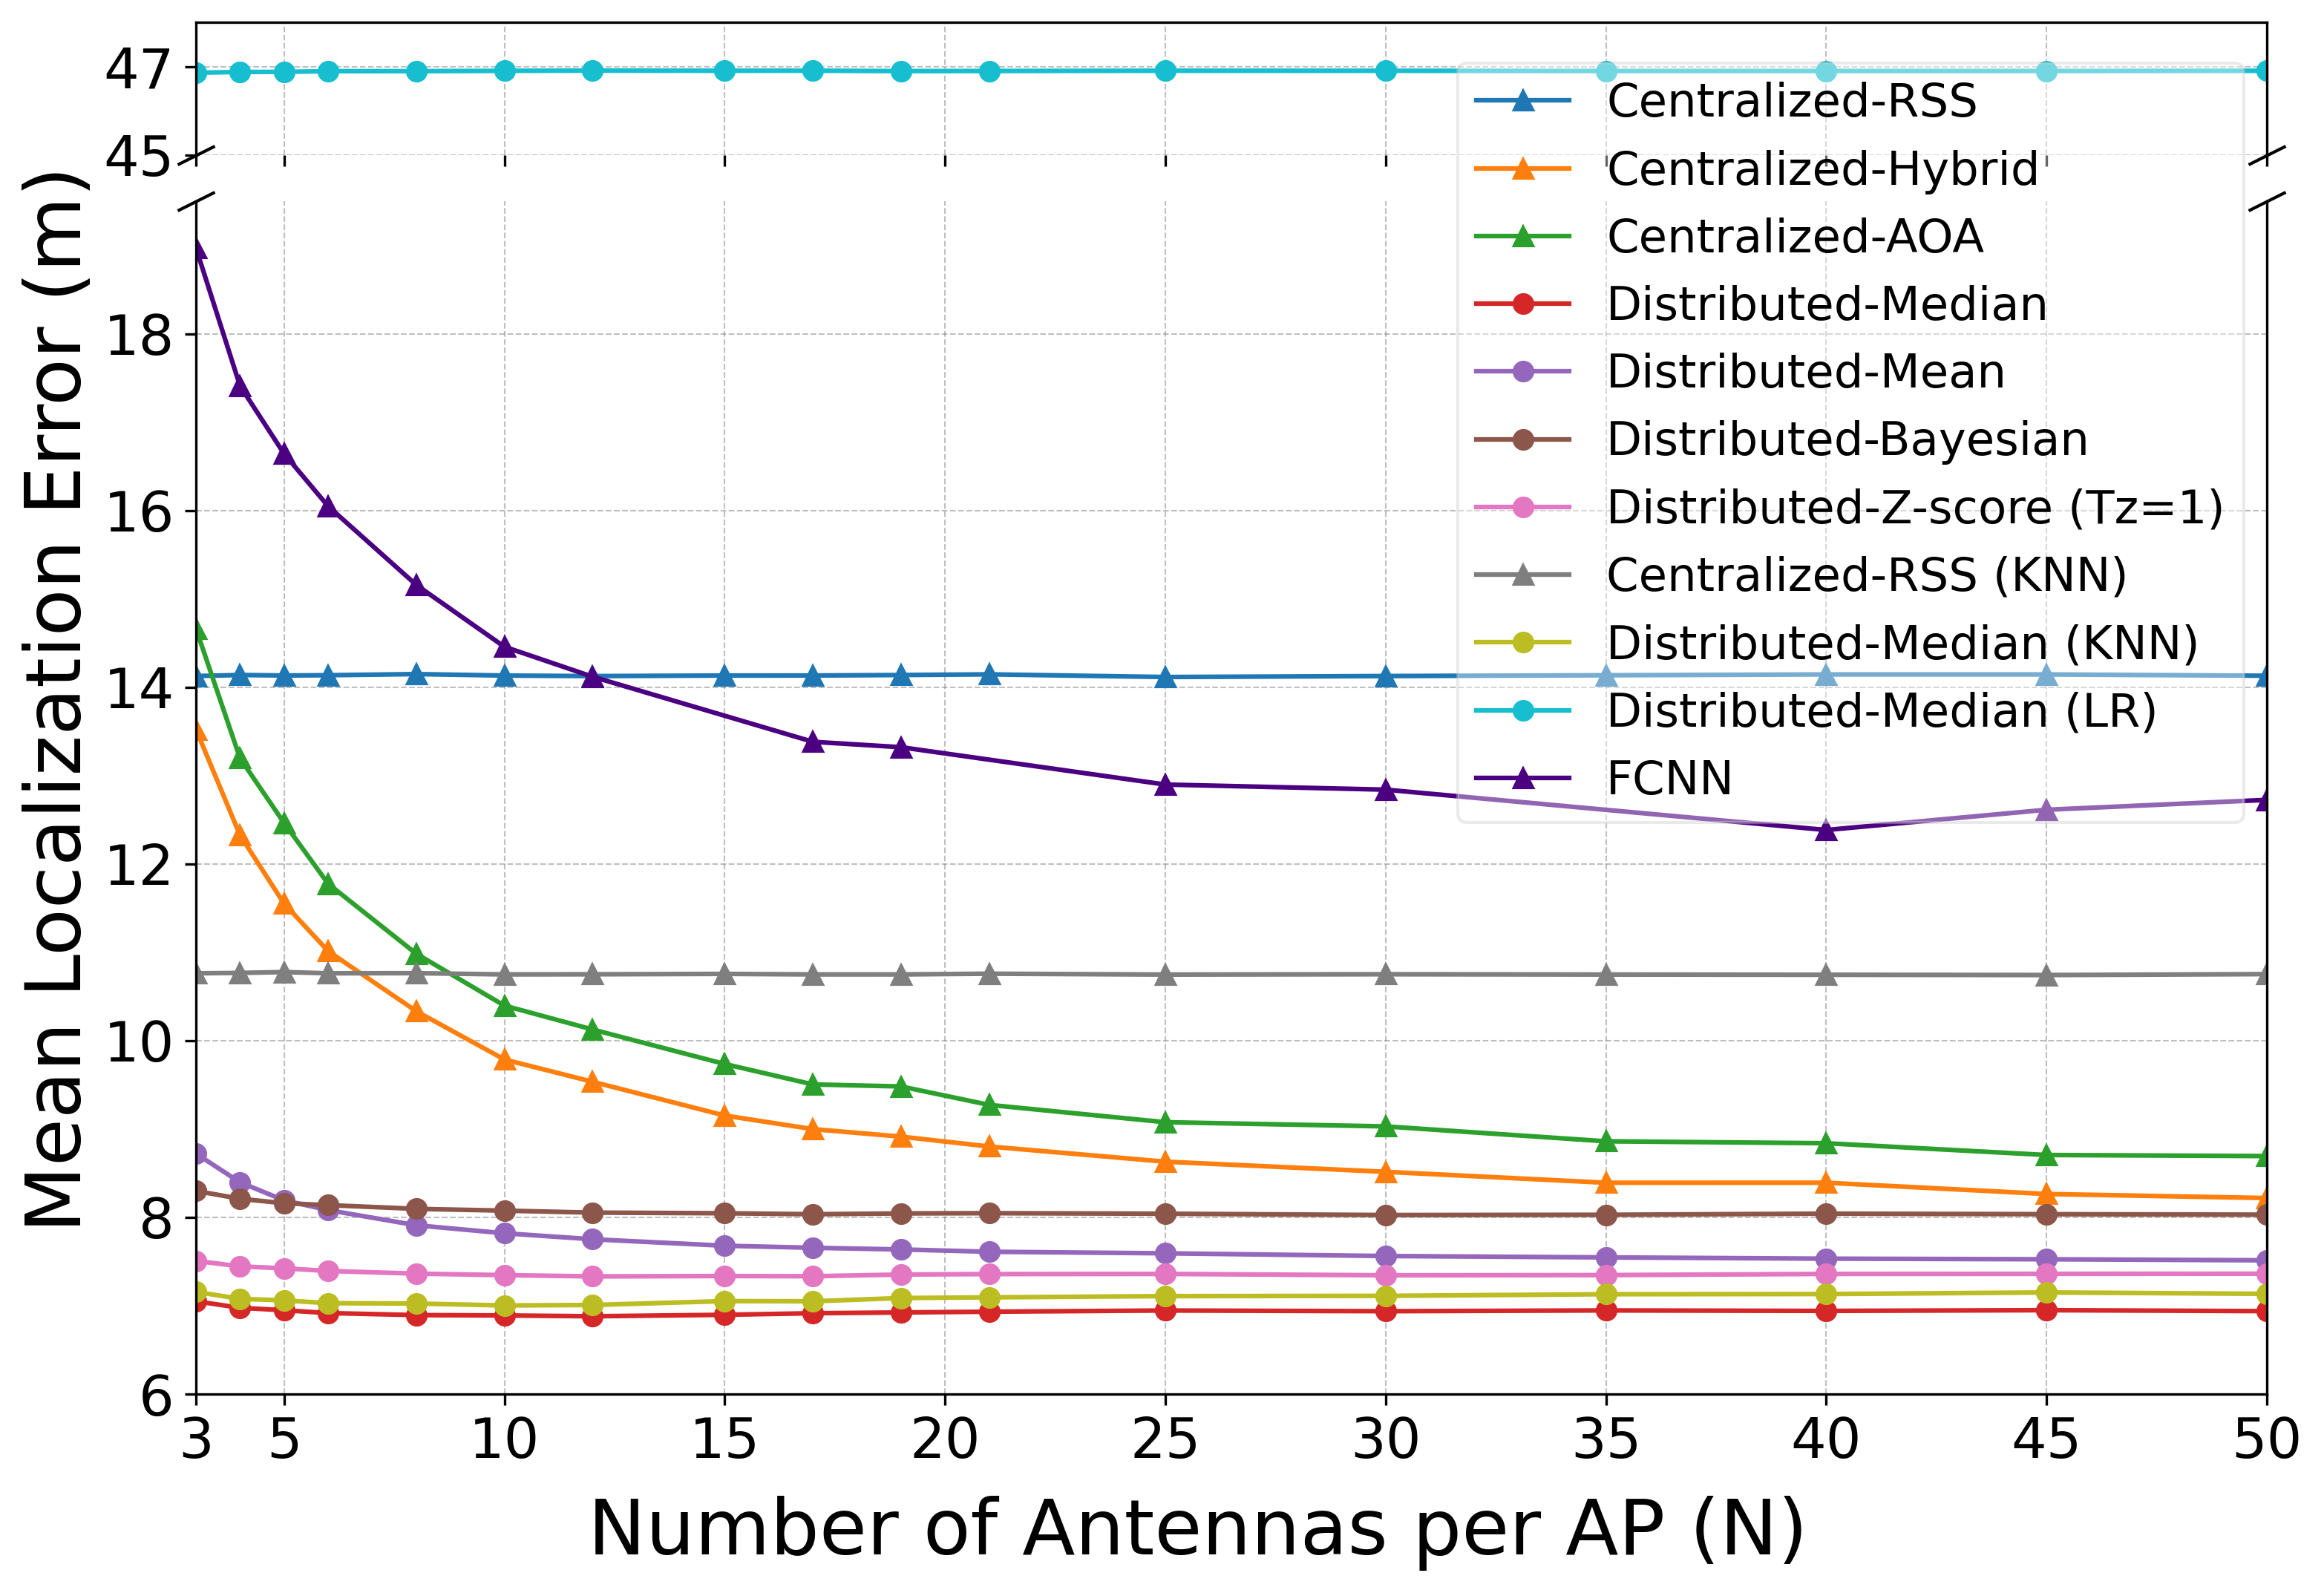 Mean Localization Error (m)
47
45
18
16
14
12
10
8
6
3 5 10 15 20 25 30 35 40 45 50
Number of Antennas per AP (N)
Centralized-RSS
Centralized-Hybrid
Centralized-AOA
Distributed-Median
Distributed-Mean
Distributed-Bayesian
Distributed-Z-score (Tz=1)
Centralized-RSS (KNN)
Distributed-Median (KNN)
Distributed-Median (LR)
FCNN